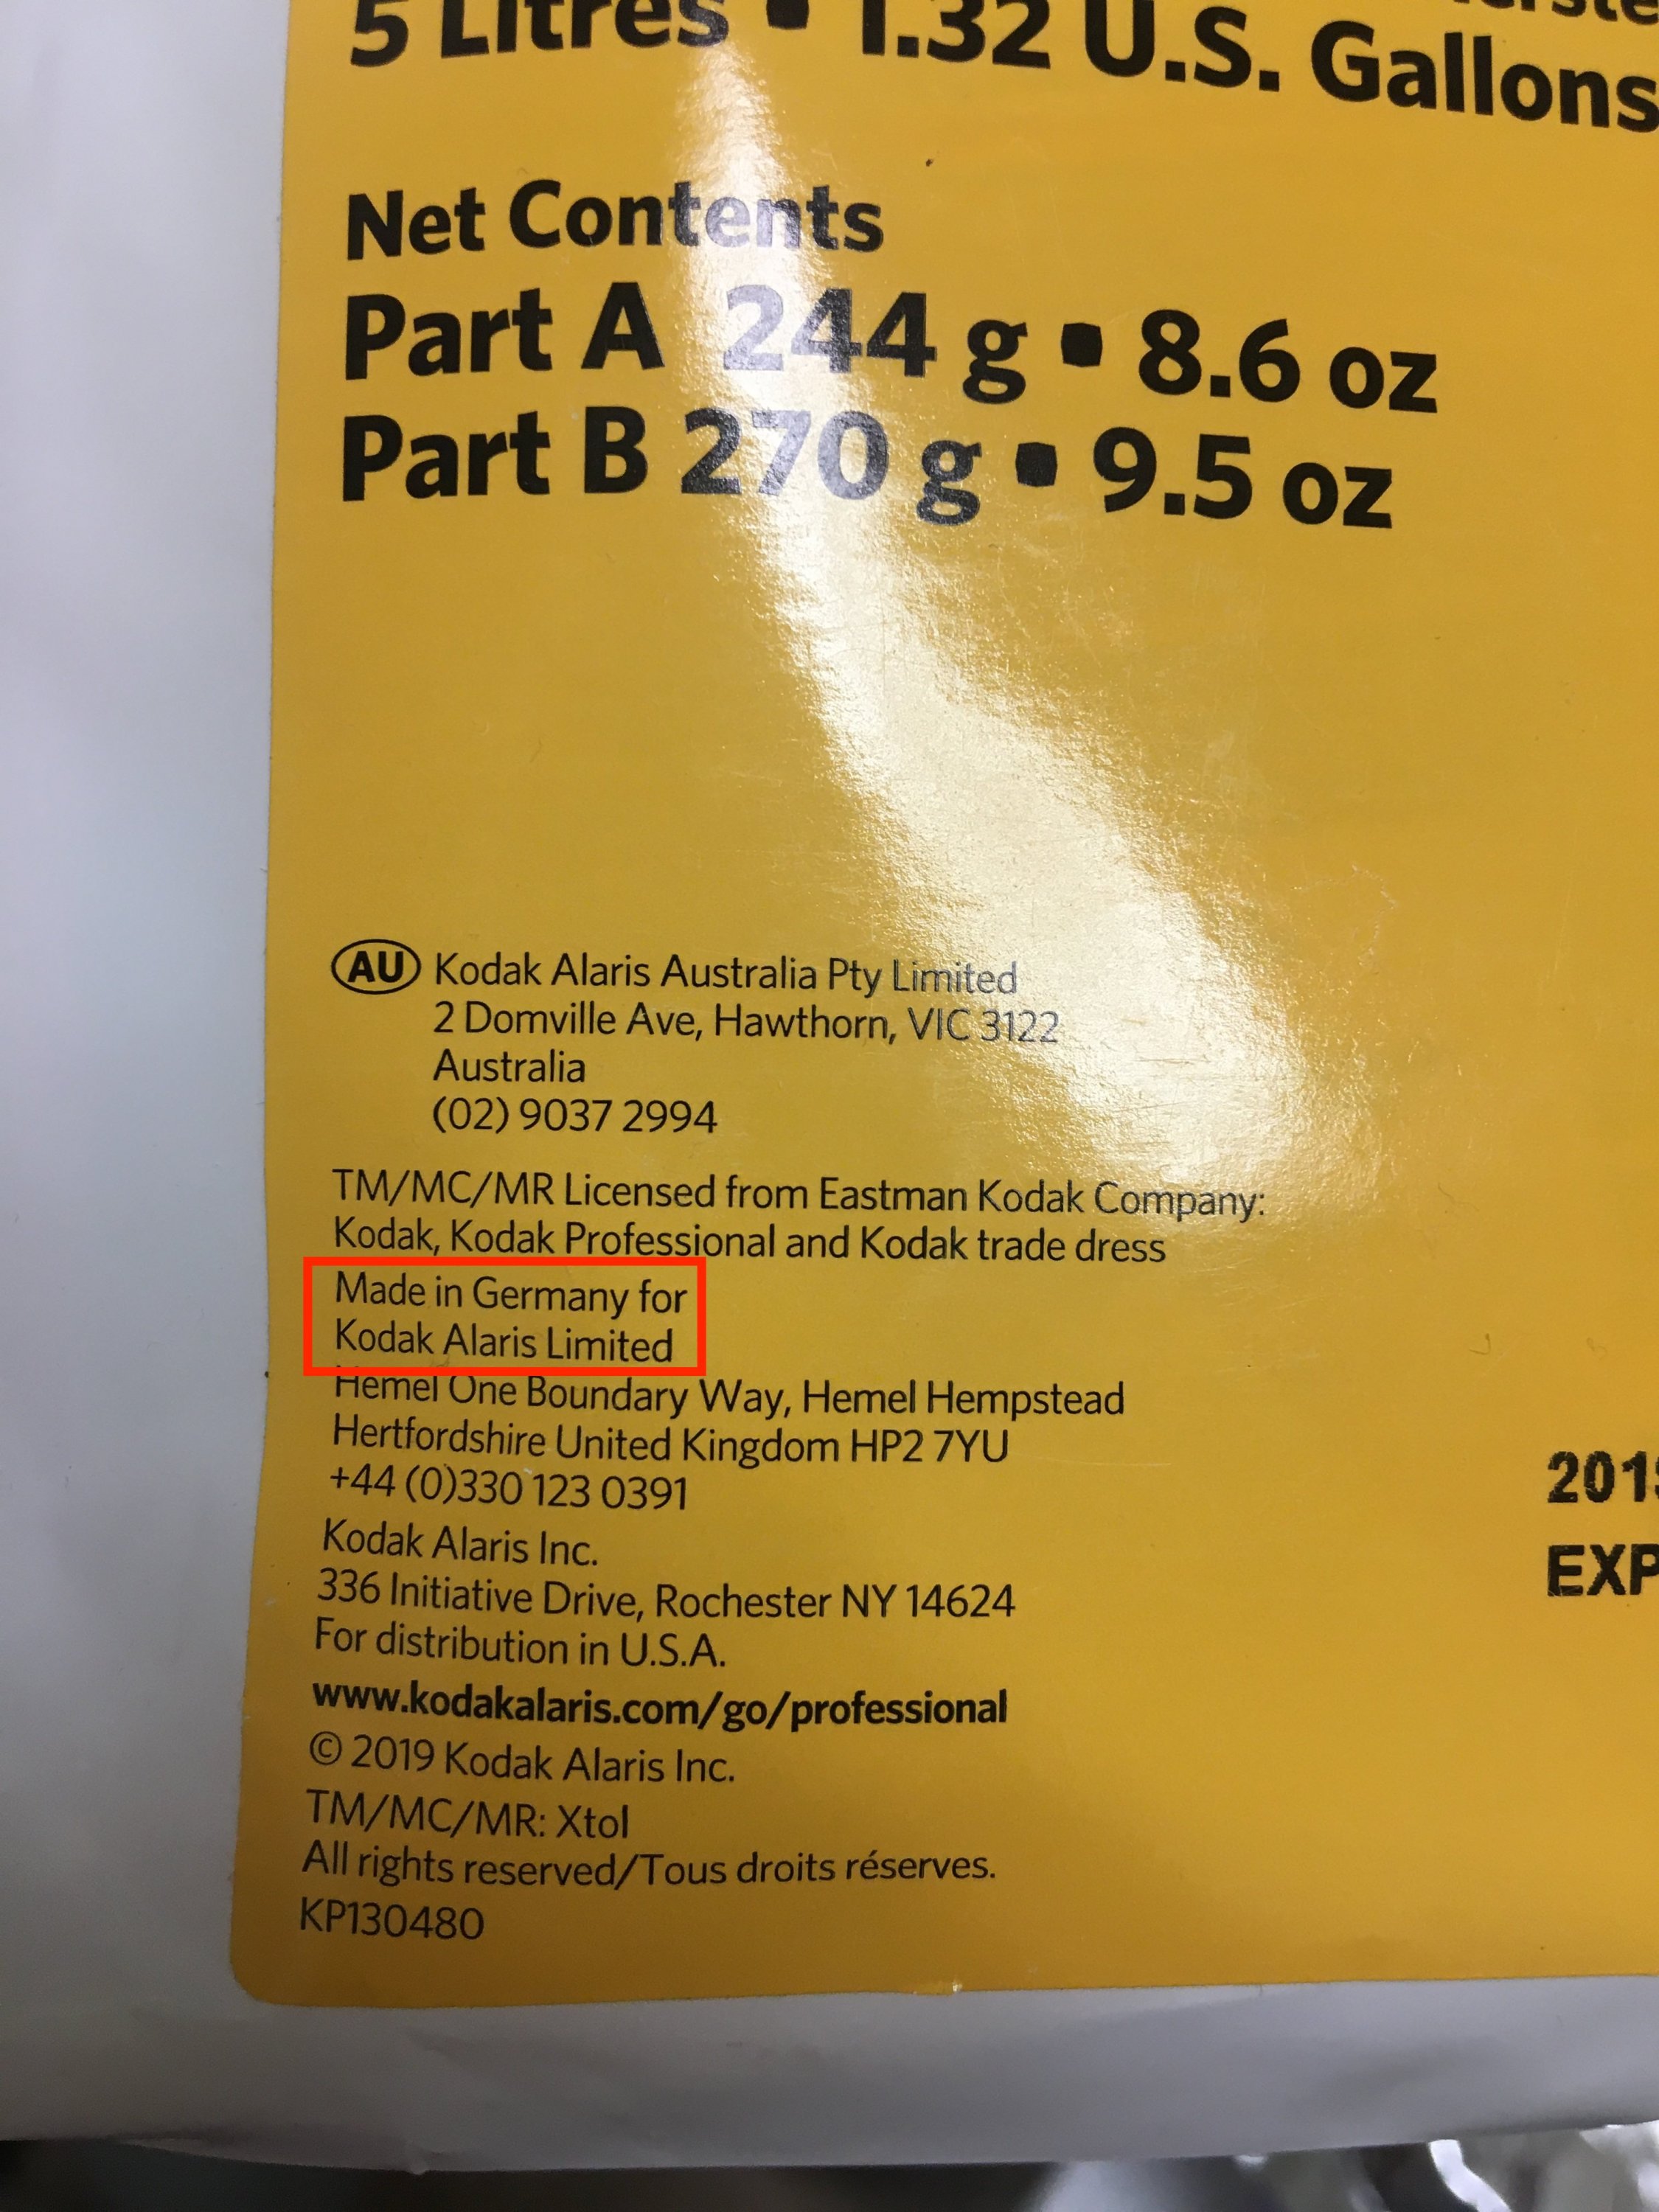 5 Litres ▪ 1.32 U.S. Gallons
Net Contents
Part A 244 g ▪ 8.6 oz
Part B 270 g ▪ 9.5 oz
AU Kodak Alaris Australia Pty Limited
2 Domville Ave, Hawthorn, VIC 3122
Australia
(02) 9037 2994
TM/MC/MR Licensed from Eastman Kodak Company:
Kodak, Kodak Professional and Kodak trade dress
Made in Germany for
Kodak Alaris Limited
Hemel One Boundary Way, Hemel Hempstead
Hertfordshire United Kingdom HP2 7YU
+44 (0)330 123 0391
Kodak Alaris Inc.
336 Initiative Drive, Rochester NY 14624
For distribution in U.S.A.
www.kodakalaris.com/go/professional
© 2019 Kodak Alaris Inc.
TM/MC/MR: Xtol
All rights reserved/Tous droits réserves.
KP130480
EXP